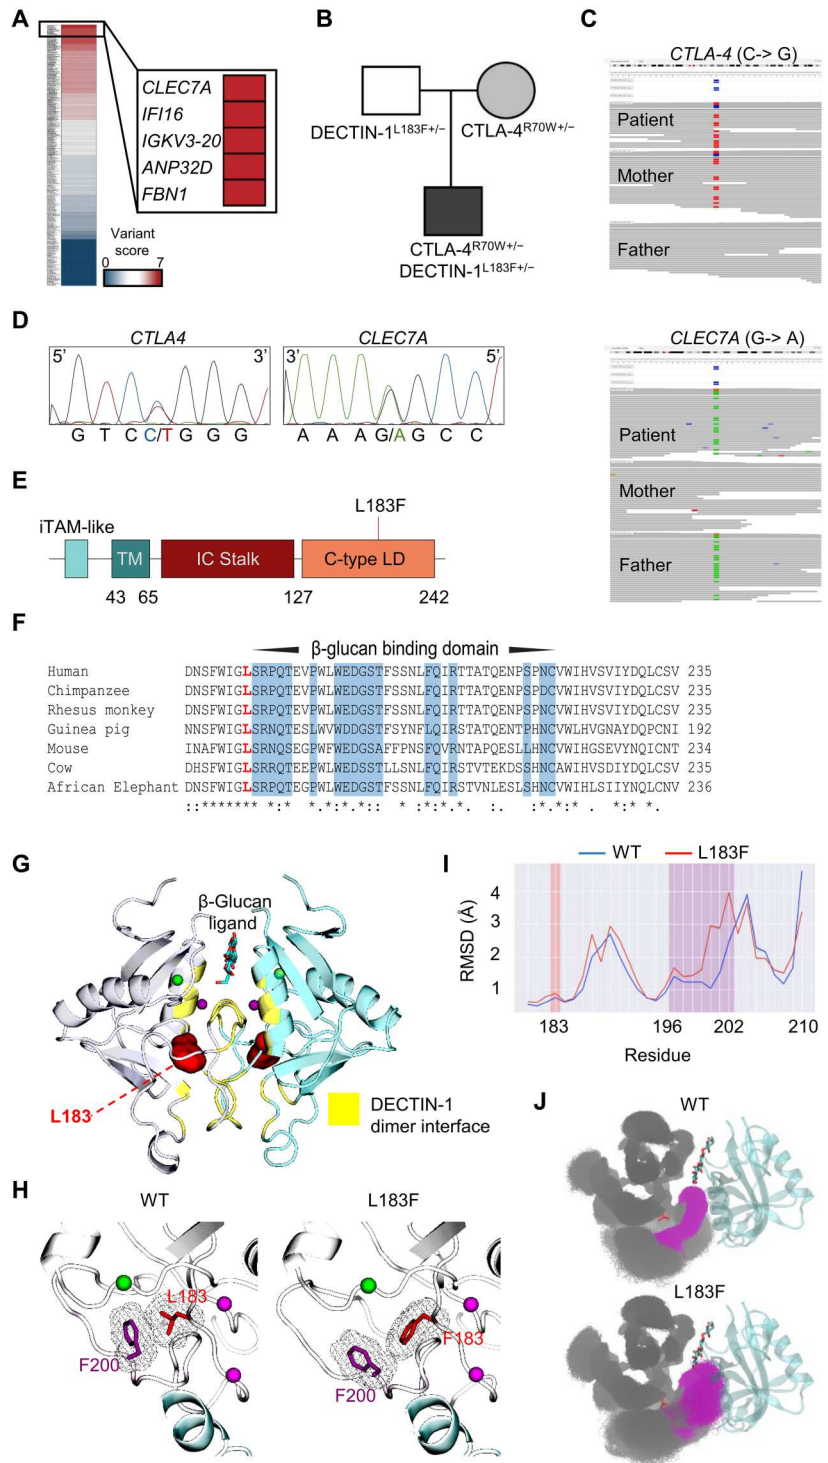 A
CLEC7A
IFI16
IGKV3-20
ANP32D
FBN1
Variant
score
0
7
B
DECTIN-1L183F+/−
CTLA-4R70W+/−
CTLA-4R70W+/−
DECTIN-1L183F+/−
C
CTLA-4 (C-> G)
Patient
Mother
Father
CLEC7A (G-> A)
Patient
Mother
Father
D
CTLA4
5’ 3’
G T C C/T G G G
CLEC7A
3’ 5’
A A A G/A G C C
E
L183F
iTAM-like
TM
IC Stalk
C-type LD
43 65 127 242
F
β-glucan binding domain
Human DNSFWIGLSRPQTEVPWLWEDGSTFSSNLFQIRTTATQENPSPNCVWIHVSVIYDQLCSV 235
Chimpanzee DNSFWIGLSRPQTEVPWLWEDGSTFSSNLFQIRTTATQENPSPDCVWIHVSVIYDQLCSV 235
Rhesus monkey DNSFWIGLSRPQTEVPWLWEDGSTFSSNLFQIRTTATQENPSPNCVWIHVSVIYDQLCSV 235
Guinea pig NNSFWIGLSRNQTESLWVWDDGSTFSYNLFQIRSTATQENTPHNCVWLHVGNAYDQPCNI 192
Mouse INAFWIGLSRNQSEGPWFWEDGSAFFPNSFQVRNTAPQESLLHNCVWIHGSEVYNQICNT 234
Cow DHSFWIGLSRRQTEEPWLWEDDSTLLSNLFQIRSTVTEKDSSHNCAWIHVSDIYDQLCSV 235
African Elephant DNSFWIGLSRPQTEGPWLWEDGSTFSSNLFQIRSTVNLESLSHNCVWIHLSIIYNQLCSV 236
G
β-Glucan
ligand
L183
DECTIN-1
dimer interface
H
WT
L183F
L183
F200
F183
F200
I
WT
L183F
RMSD (Å)
4
3
2
1
183 196 202 210
Residue
J
WT
L183F